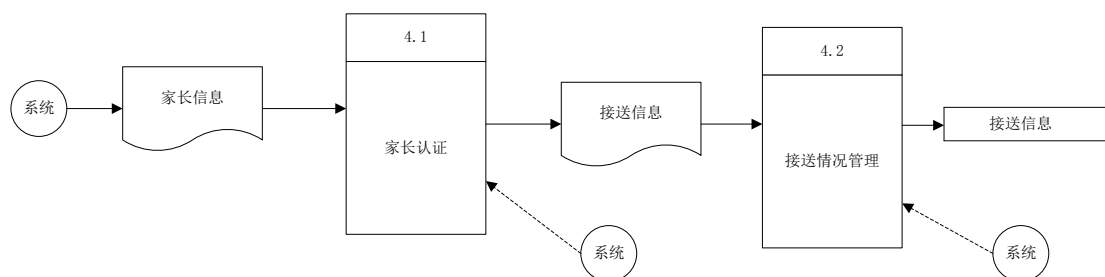 4.1
4.2
系统
家长信息
接送信息
接送信息
家长认证
接送情况管理
系统
系统